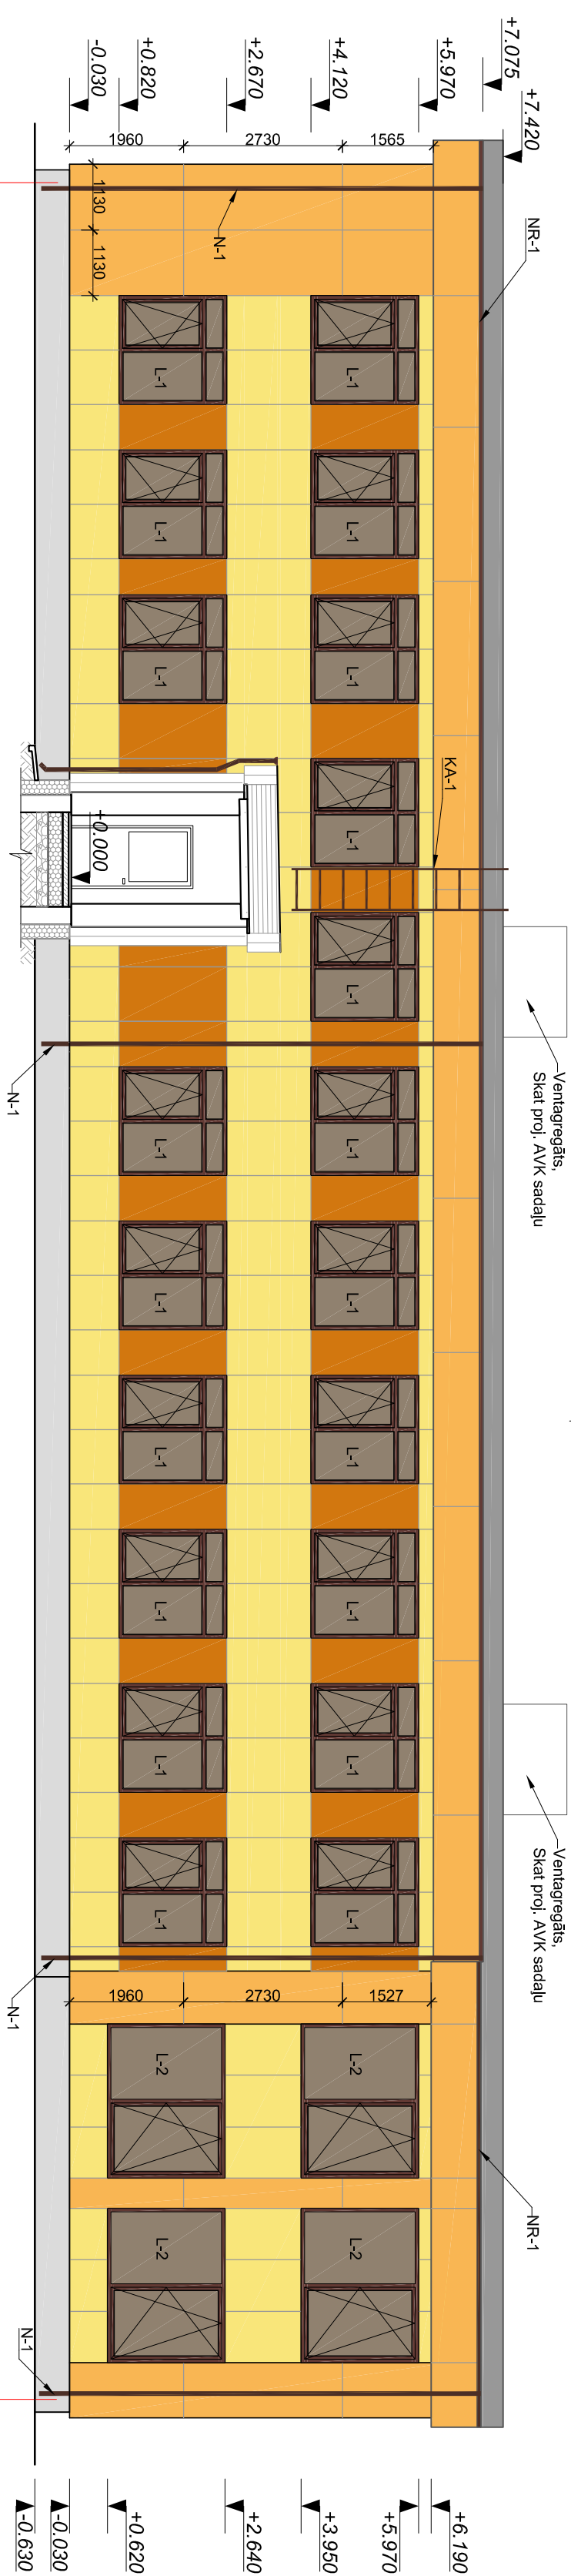 Ventagregāts,
Skat proj. AVK sadaļu
Ventagregāts,
Skat proj. AVK sadaļu
+7.420
NR-1
NR-1
+7.075
+6.190
KA-1
+5.970
+5.970
1565
1527
L-1
L-1
L-1
L-1
L-1
L-1
L-1
L-1
L-1
L-1
L-1
L-2
L-2
+4.120
+3.950
2730
2730
+2.670
+2.640
N-1
L-1
L-1
L-1
L-1
L-1
L-1
L-1
L-1
L-1
L-2
L-2
1960
1960
+0.820
+0.620
1130
1130
+0.000
-0.030
-0.030
-0.630
N-1
N-1
N-1